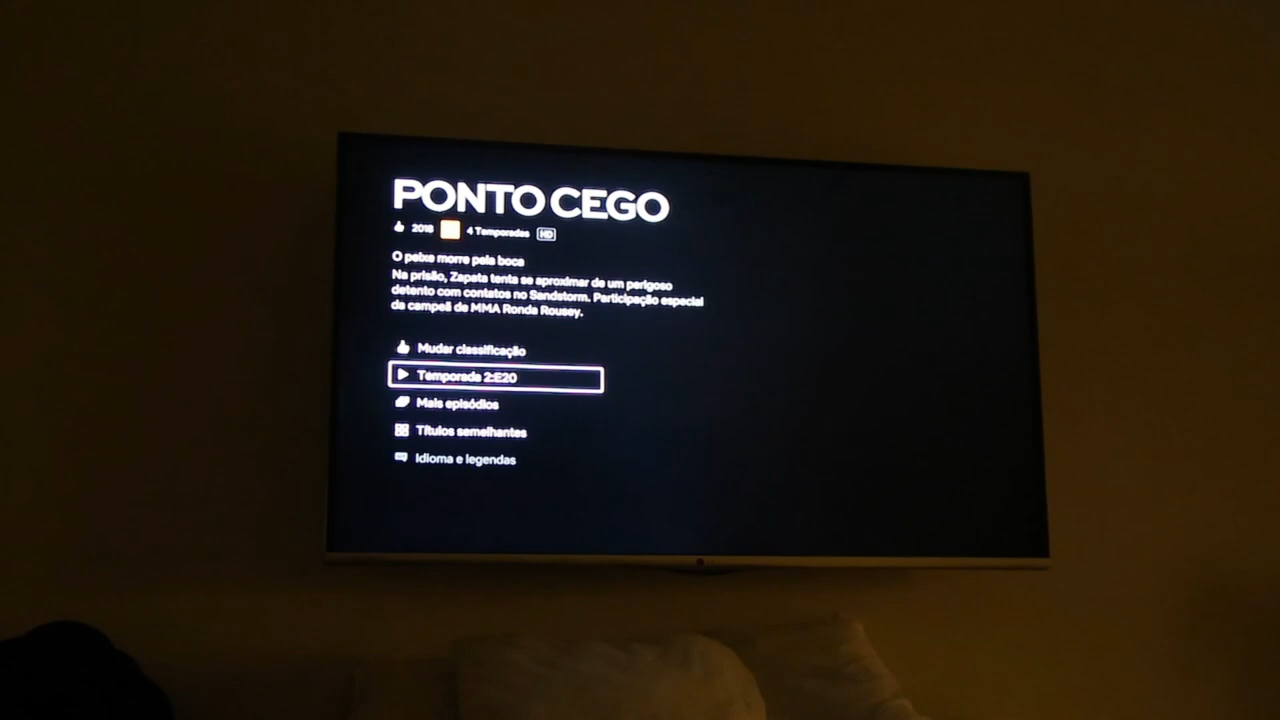 PONTO CEGO
2018 4 Temporadas HD
O peixe morre pela boca
Na prisão, Zapata tenta se aproximar de um perigoso
detento com contatos no Sandstorm. Participação especial
da campeã de MMA Ronda Rousey.
Mudar classificação
Temporada 2:E20
Mais episódios
Títulos semelhantes
Idioma e legendas